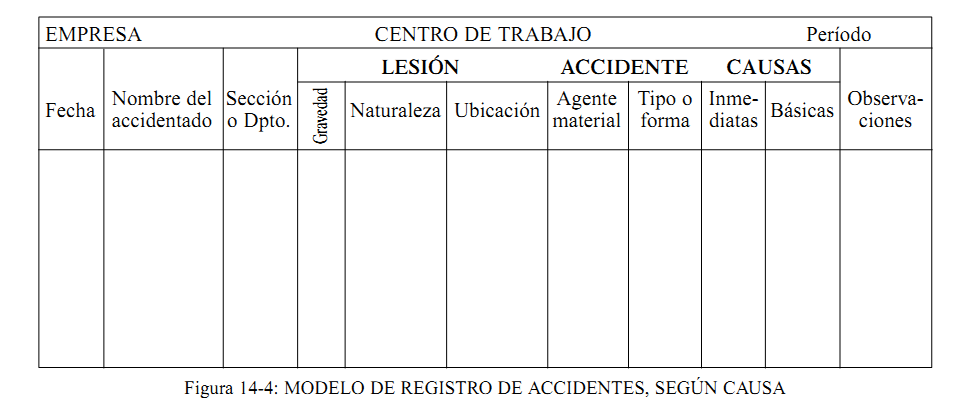 EMPRESA CENTRO DE TRABAJO Período
LESIÓN ACCIDENTE CAUSAS
Fecha
Nombre del
accidentado
Sección
o Dpto.
Gravedad
Naturaleza
Ubicación
Agente
material
Tipo o
forma
Inme-
diatas
Básicas
Observa-
ciones
Figura 14-4: MODELO DE REGISTRO DE ACCIDENTES, SEGÚN CAUSA